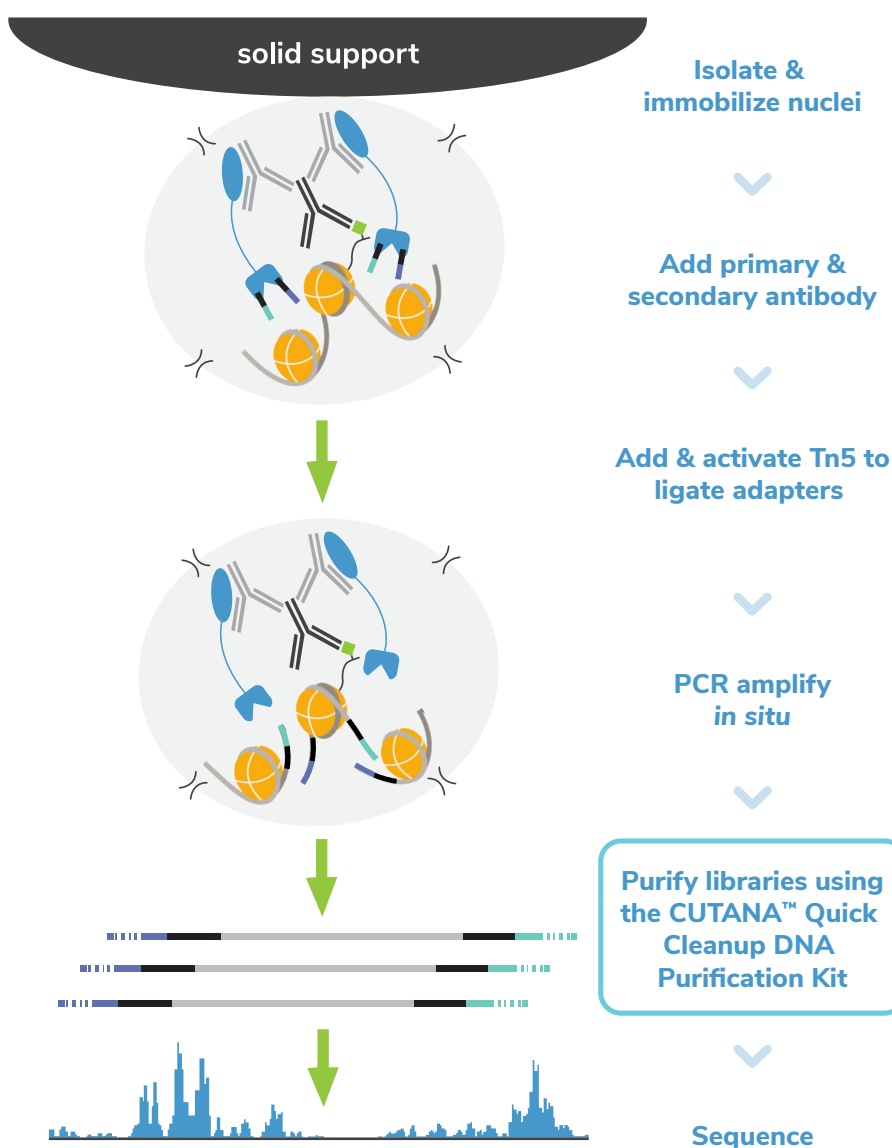 solid support
Isolate &
immobilize nuclei
Add primary &
secondary antibody
Add & activate Tn5 to
ligate adapters
PCR amplify
in situ
Purify libraries using
the CUTANA™ Quick
Cleanup DNA
Purification Kit
Sequence